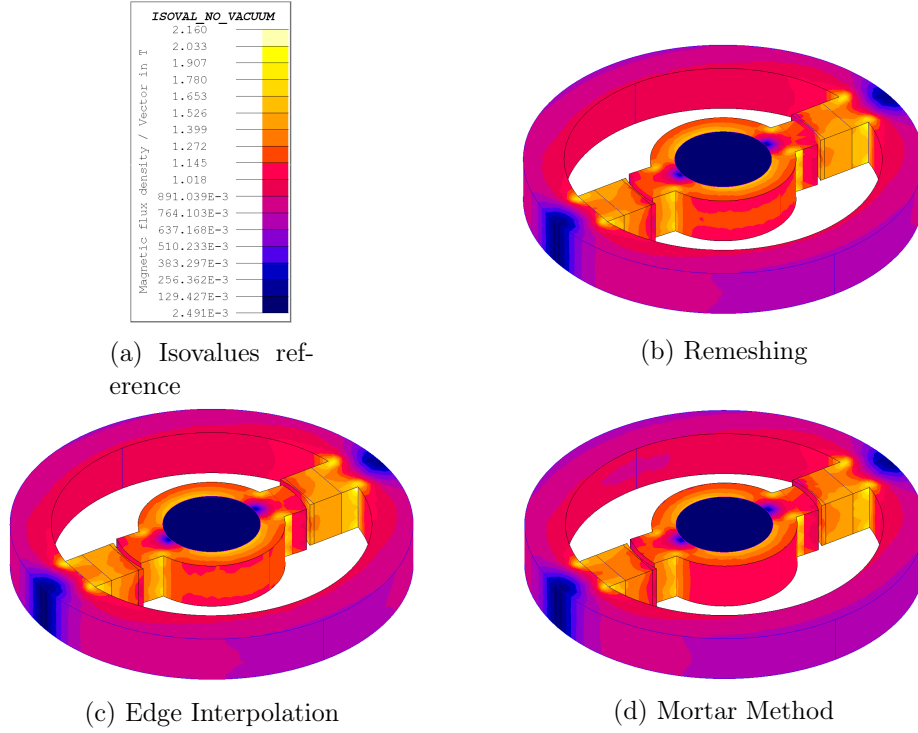 ISOVAL_NO_VACUUM
Magnetic flux density / Vector in T
2.160
2.033
1.907
1.780
1.653
1.526
1.399
1.272
1.145
1.018
891.039E-3
764.103E-3
637.168E-3
510.233E-3
383.297E-3
256.362E-3
129.427E-3
2.491E-3
(a) Isovalues ref-
erence
(b) Remeshing
(c) Edge Interpolation
(d) Mortar Method